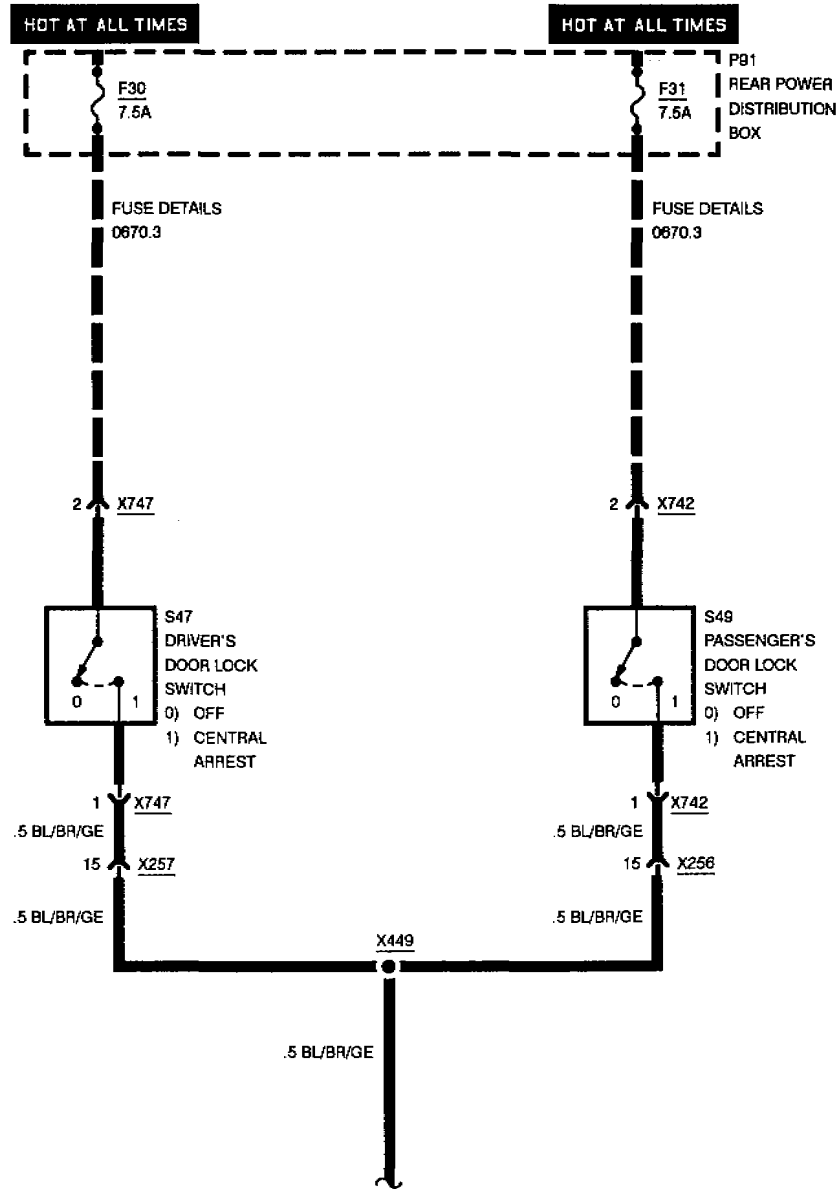 HOT AT ALL TIMES
HOT AT ALL TIMES
F30
7.5A
F31
7.5A
P91
REAR POWER
DISTRIBUTION
BOX
FUSE DETAILS
0670.3
FUSE DETAILS
0670.3
2 X747
2 X742
S47
DRIVER'S
DOOR LOCK
SWITCH
0) OFF
1) CENTRAL
ARREST
0 1
S49
PASSENGER'S
DOOR LOCK
SWITCH
0) OFF
1) CENTRAL
ARREST
0 1
1 X747
1 X742
.5 BL/BR/GE
.5 BL/BR/GE
15 X257
15 X256
.5 BL/BR/GE
.5 BL/BR/GE
X449
.5 BL/BR/GE